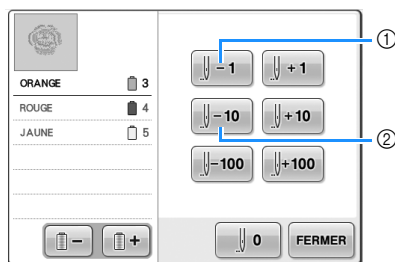 ORANGE 3
ROUGE 4
JAUNE 5
− 1
+ 1
− 10
+ 10
−100
+100
− +
0
FERMER
①
②